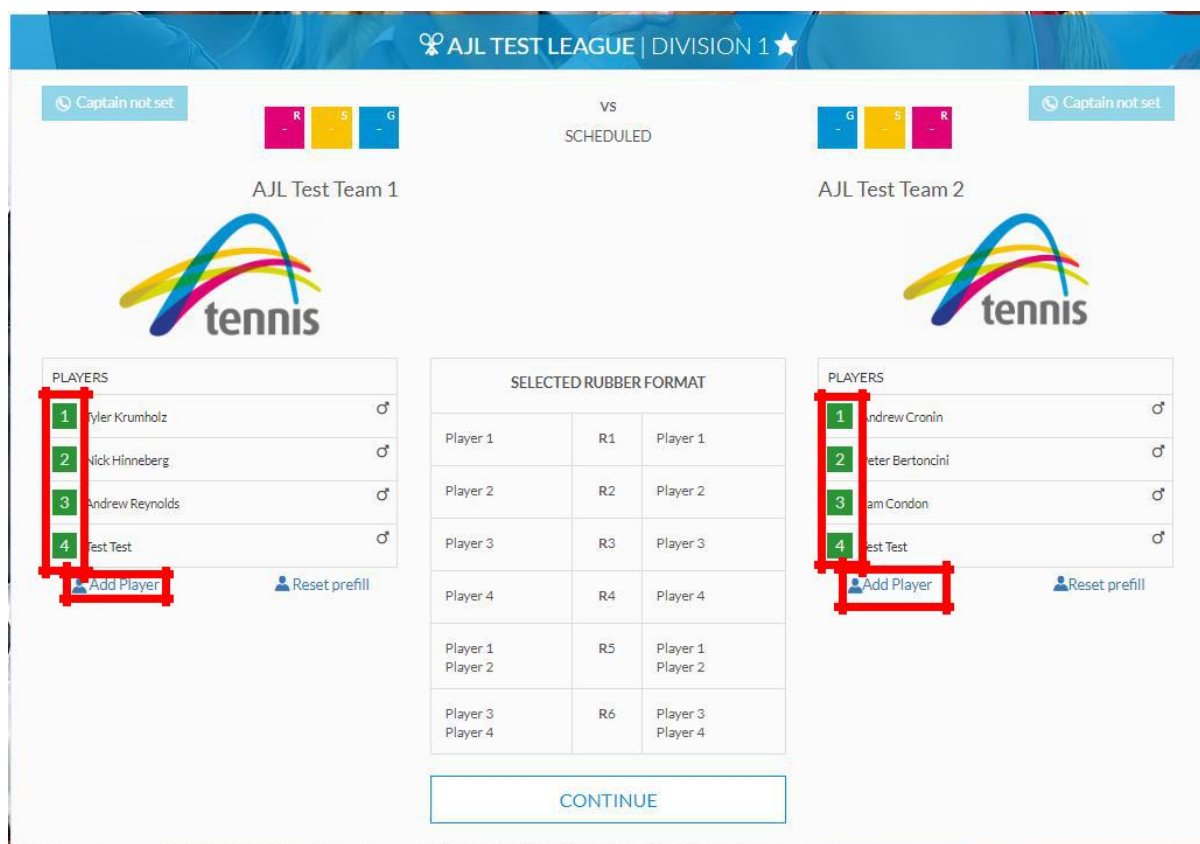 AJL TEST LEAGUE | DIVISION 1
Captain not set
R S G
- - -
VS
SCHEDULED
G S R
- - -
Captain not set
AJL Test Team 1
AJL Test Team 2
tennis
tennis
PLAYERS
1 Tyler Krumholz
2 Nick Hinneberg
3 Andrew Reynolds
4 Test Test
Add Player
Reset prefill
SELECTED RUBBER FORMAT
Player 1 R1 Player 1
Player 2 R2 Player 2
Player 3 R3 Player 3
Player 4 R4 Player 4
Player 1 R5 Player 1
Player 2 Player 2
Player 3 R6 Player 3
Player 4 Player 4
CONTINUE
PLAYERS
1 Andrew Cronin
2 Peter Bertoncini
3 Condon
4 Test Test
Add Player
Reset prefill